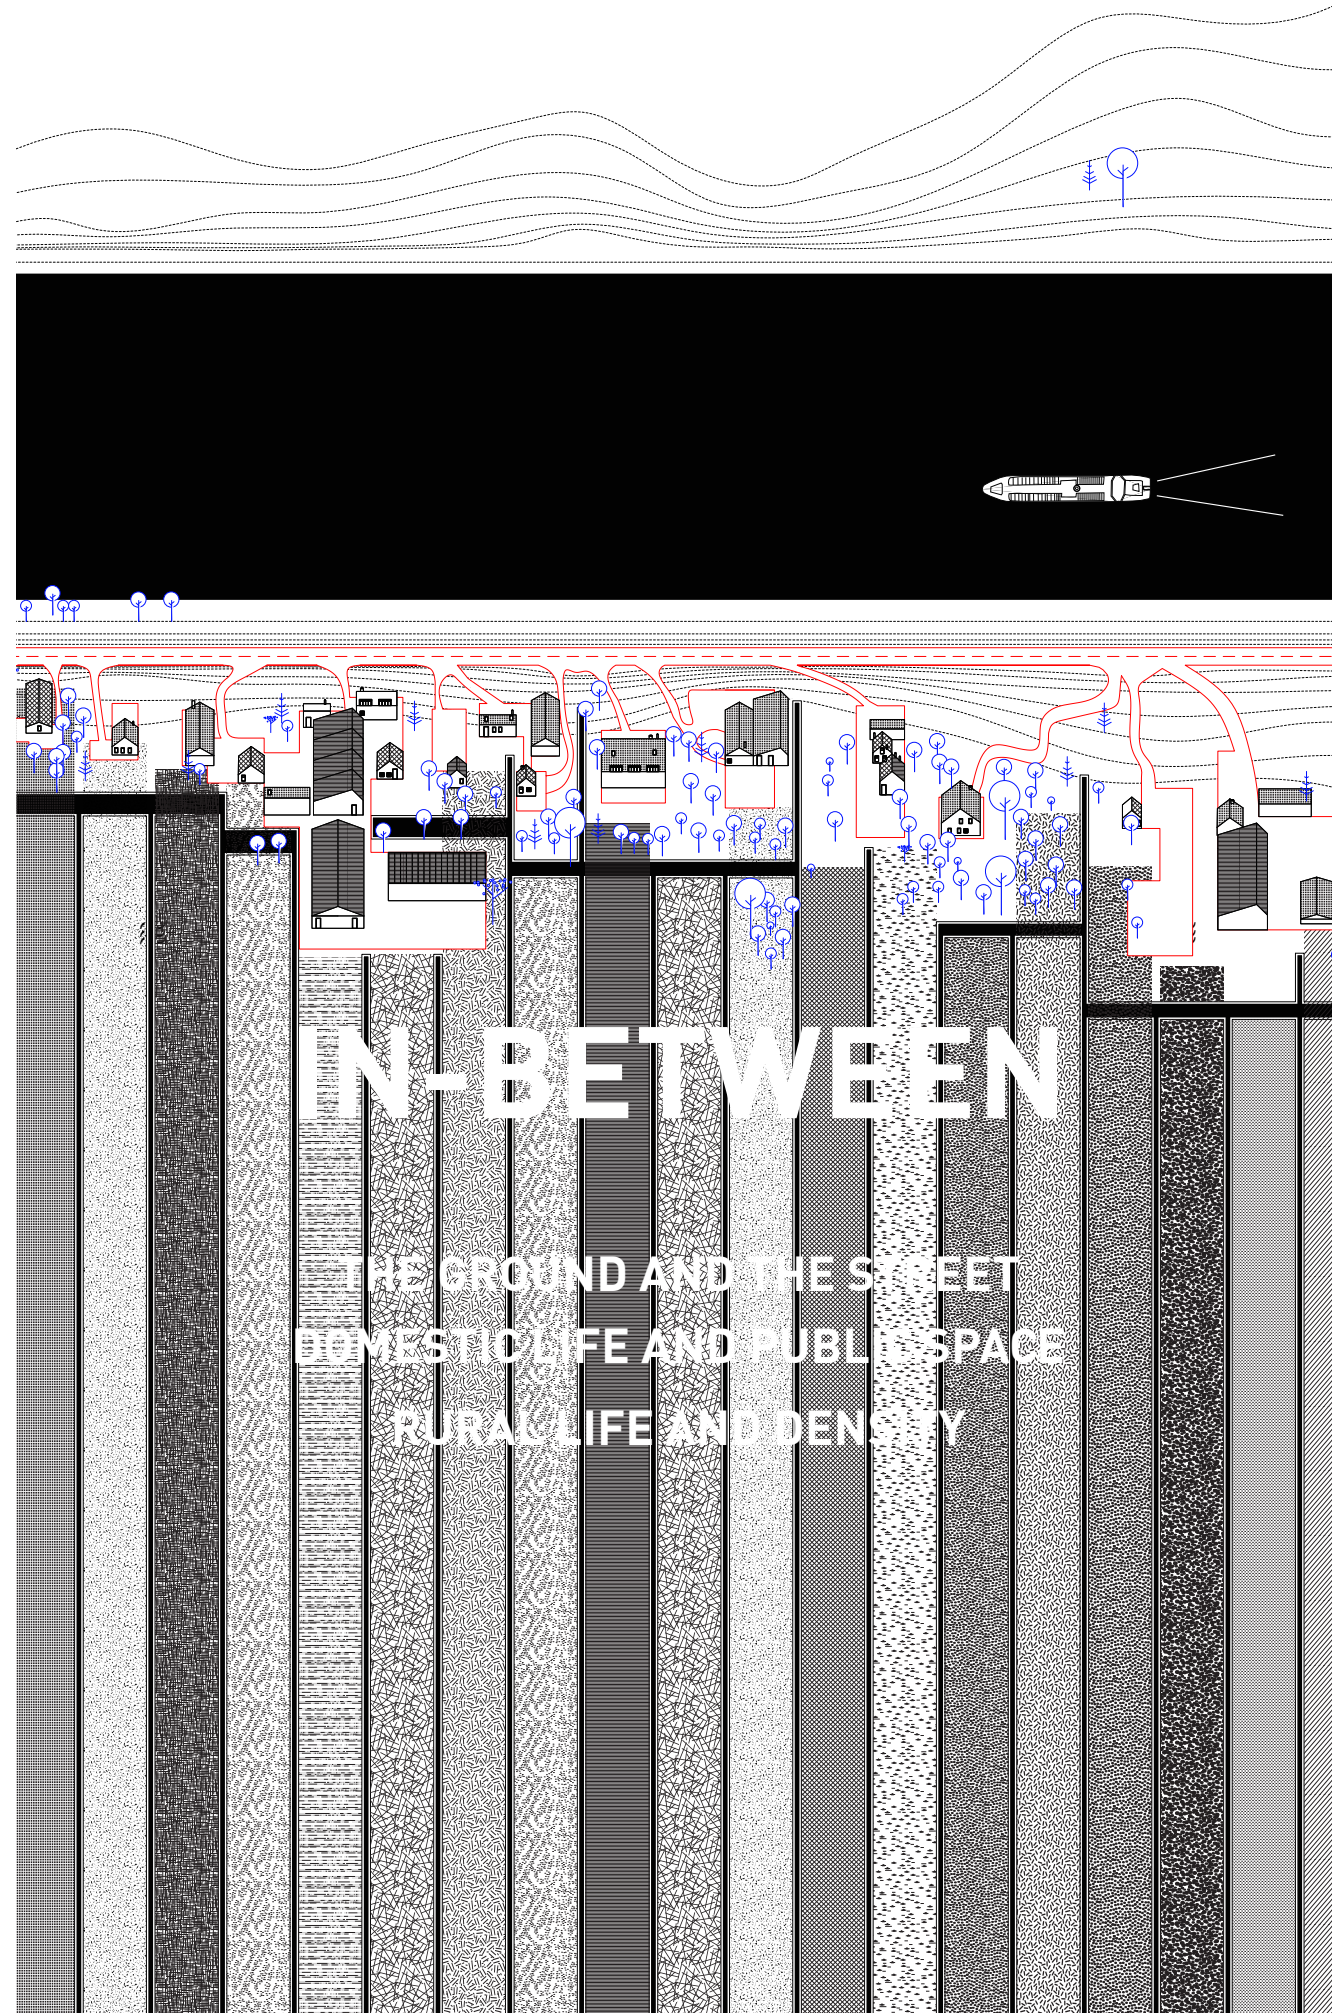 IN-BETWEEN
THE GROUND AND THE STREET
DOMESTIC LIFE AND PUBLIC SPACE
RURAL LIFE AND DENSITY